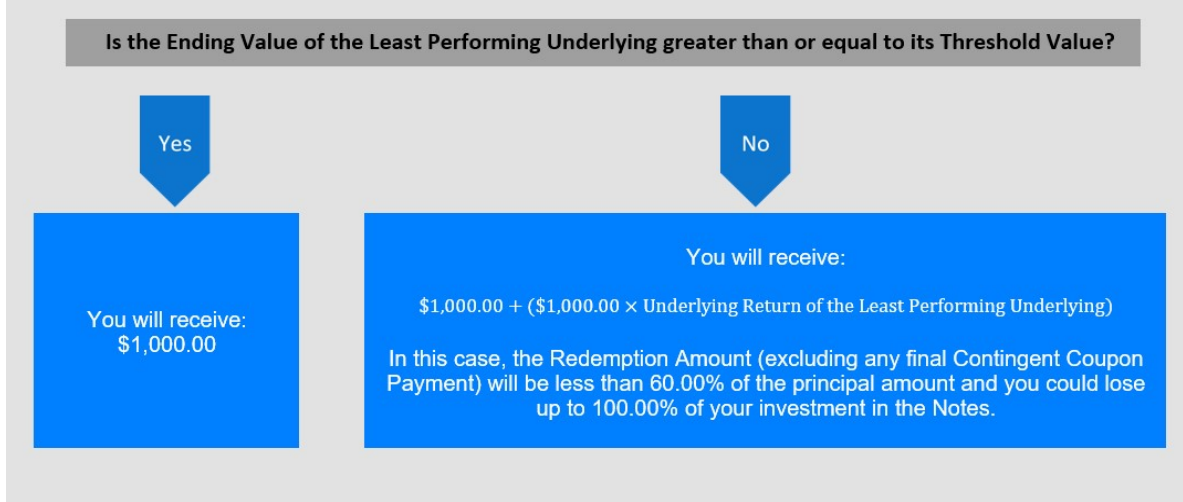 Is the Ending Value of the Least Performing Underlying greater than or equal to its Threshold Value?
Yes
No
You will receive:
$1,000.00
You will receive:
$1,000.00 + ($1,000.00 × Underlying Return of the Least Performing Underlying)
In this case, the Redemption Amount (excluding any final Contingent Coupon
Payment) will be less than 60.00% of the principal amount and you could lose
up to 100.00% of your investment in the Notes.